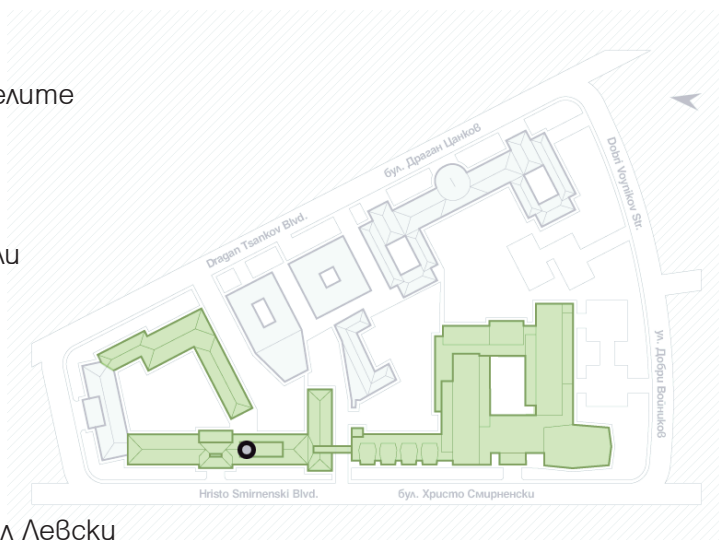 елите
бул. Драган Цанков
Dragan Tsankov Blvd.
Dobri Voynikov Str.
ли
ул. Добри Войников
Hristo Smirnenski Blvd. бул. Христо Смирненски
л Левски